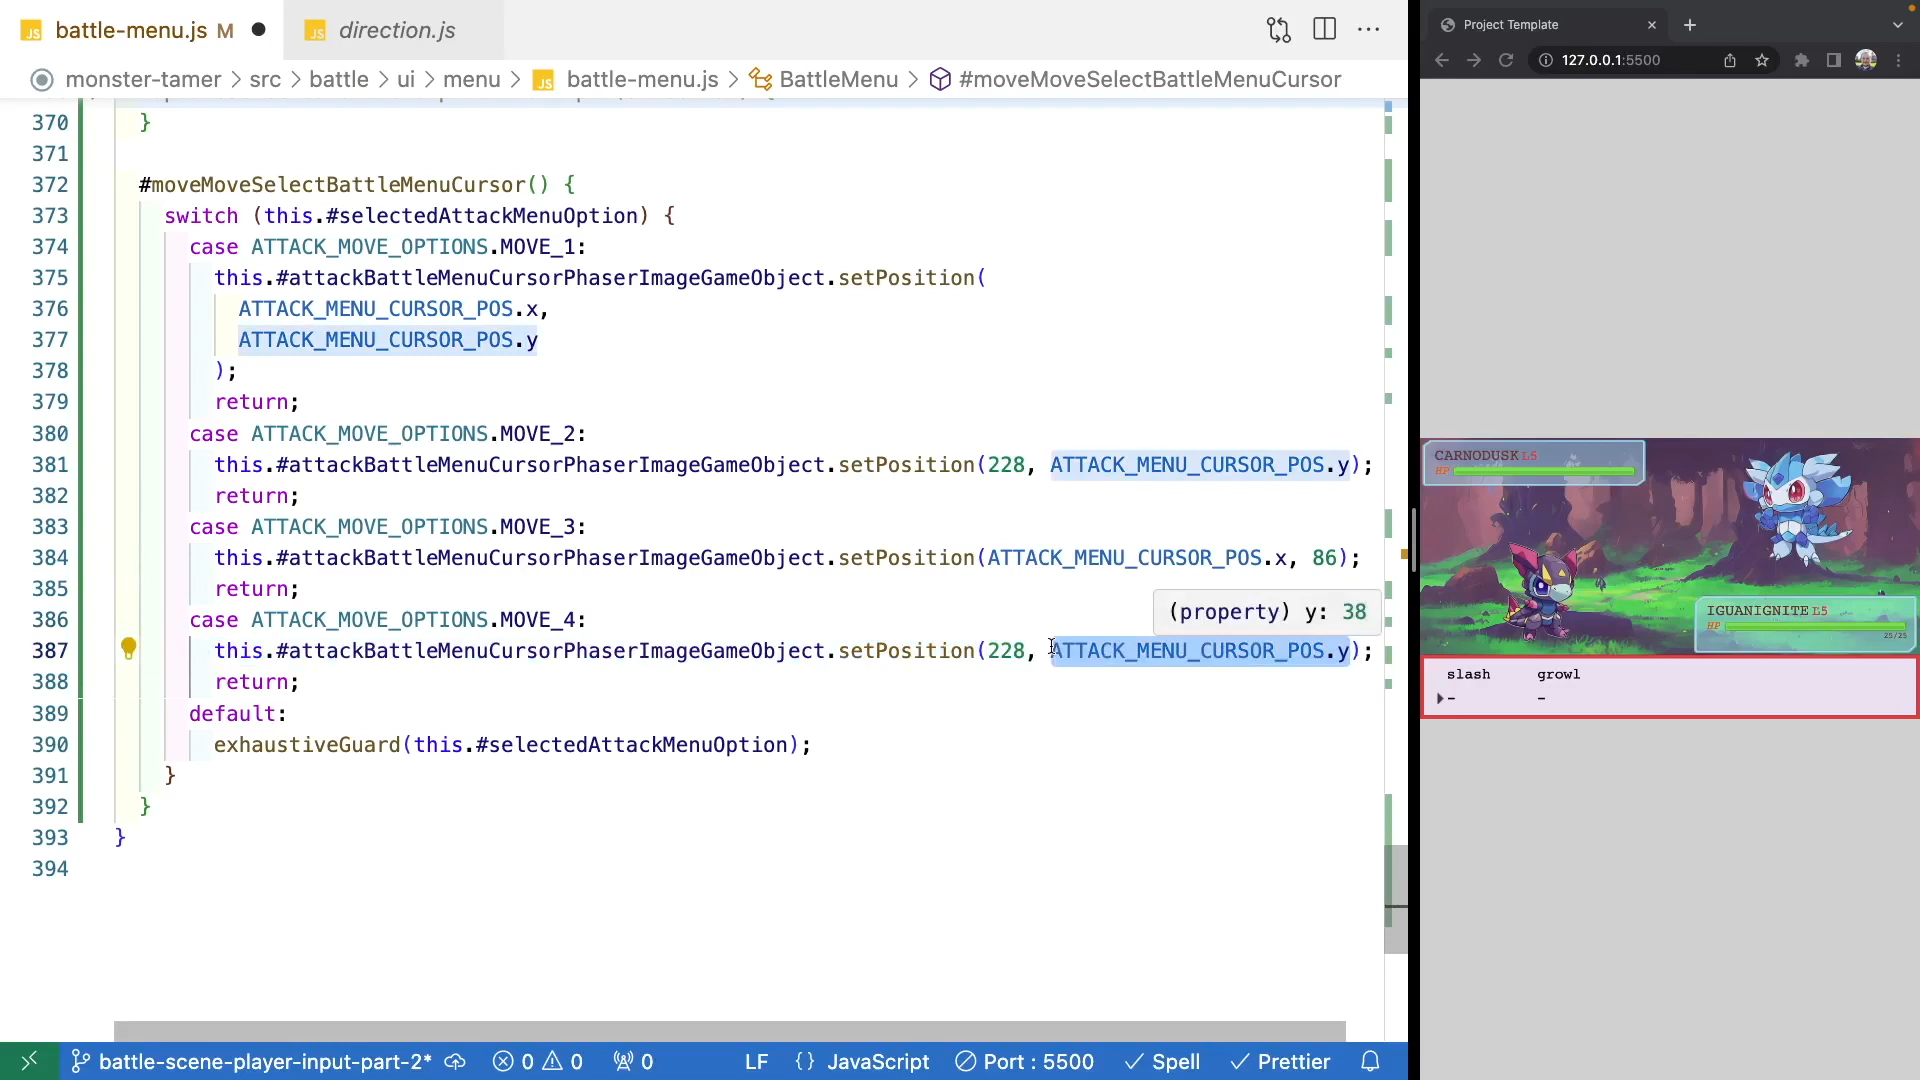 battle-menu.js M
direction.js
monster-tamer > src > battle > ui > menu > battle-menu.js > BattleMenu > #moveMoveSelectBattleMenuCursor
370 }
371
372 #moveMoveSelectBattleMenuCursor() {
373 switch (this.#selectedAttackMenuOption) {
374 case ATTACK_MOVE_OPTIONS.MOVE_1:
375 this.#attackBattleMenuCursorPhaserImageGameObject.setPosition(
376 ATTACK_MENU_CURSOR_POS.x,
377 ATTACK_MENU_CURSOR_POS.y
378 );
379 return;
380 case ATTACK_MOVE_OPTIONS.MOVE_2:
381 this.#attackBattleMenuCursorPhaserImageGameObject.setPosition(228, ATTACK_MENU_CURSOR_POS.y);
382 return;
383 case ATTACK_MOVE_OPTIONS.MOVE_3:
384 this.#attackBattleMenuCursorPhaserImageGameObject.setPosition(ATTACK_MENU_CURSOR_POS.x, 86);
385 return;
386 case ATTACK_MOVE_OPTIONS.MOVE_4:
(property) y: 38
387 this.#attackBattleMenuCursorPhaserImageGameObject.setPosition(228, ATTACK_MENU_CURSOR_POS.y);
388 return;
389 default:
390 exhaustiveGuard(this.#selectedAttackMenuOption);
391 }
392 }
393 }
394
battle-scene-player-input-part-2* 0 0 0 LF {} JavaScript Port : 5500 Spell Prettier
Project Template
127.0.0.1:5500
CARNODUSK L5
HP
IGUANIGNITE L5
HP
25/25
slash growl
- -